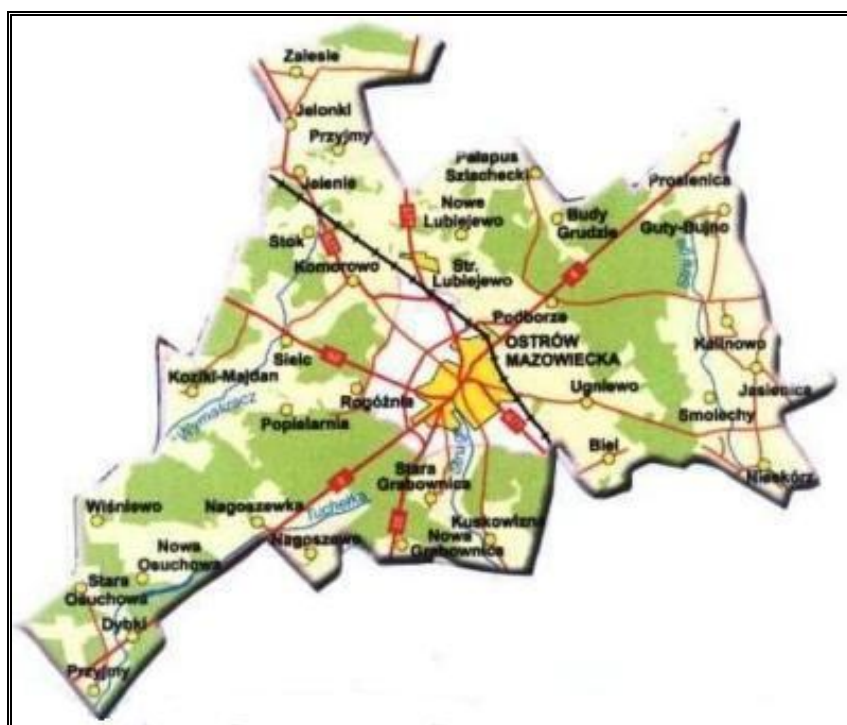 Zalesie
Jelonki
Przyjmy
Jelenie
Pałapus
Szlachecki
Prosienica
Nowe
Lubiejewo
Budy
Grudzie
Guty-Bujno
Stok
Komorowo
Str.
Lubiejewo
Podborze
OSTRÓW
MAZOWIECKA
Kalinowo
Sielc
Koziki-Majdan
Rogóźnia
Ugniewo
Jasienica
Wymakracz
Popielarnia
Smolechy
Biel
Nieskórz
Stara
Grabownica
Wiśniewo
Nagoszewka
Tuchełka
Kuskowizna
Nagoszewo
Nowa
Grabownica
Nowa
Osuchowa
Stara
Osuchowa
Dybki
Przyjmy